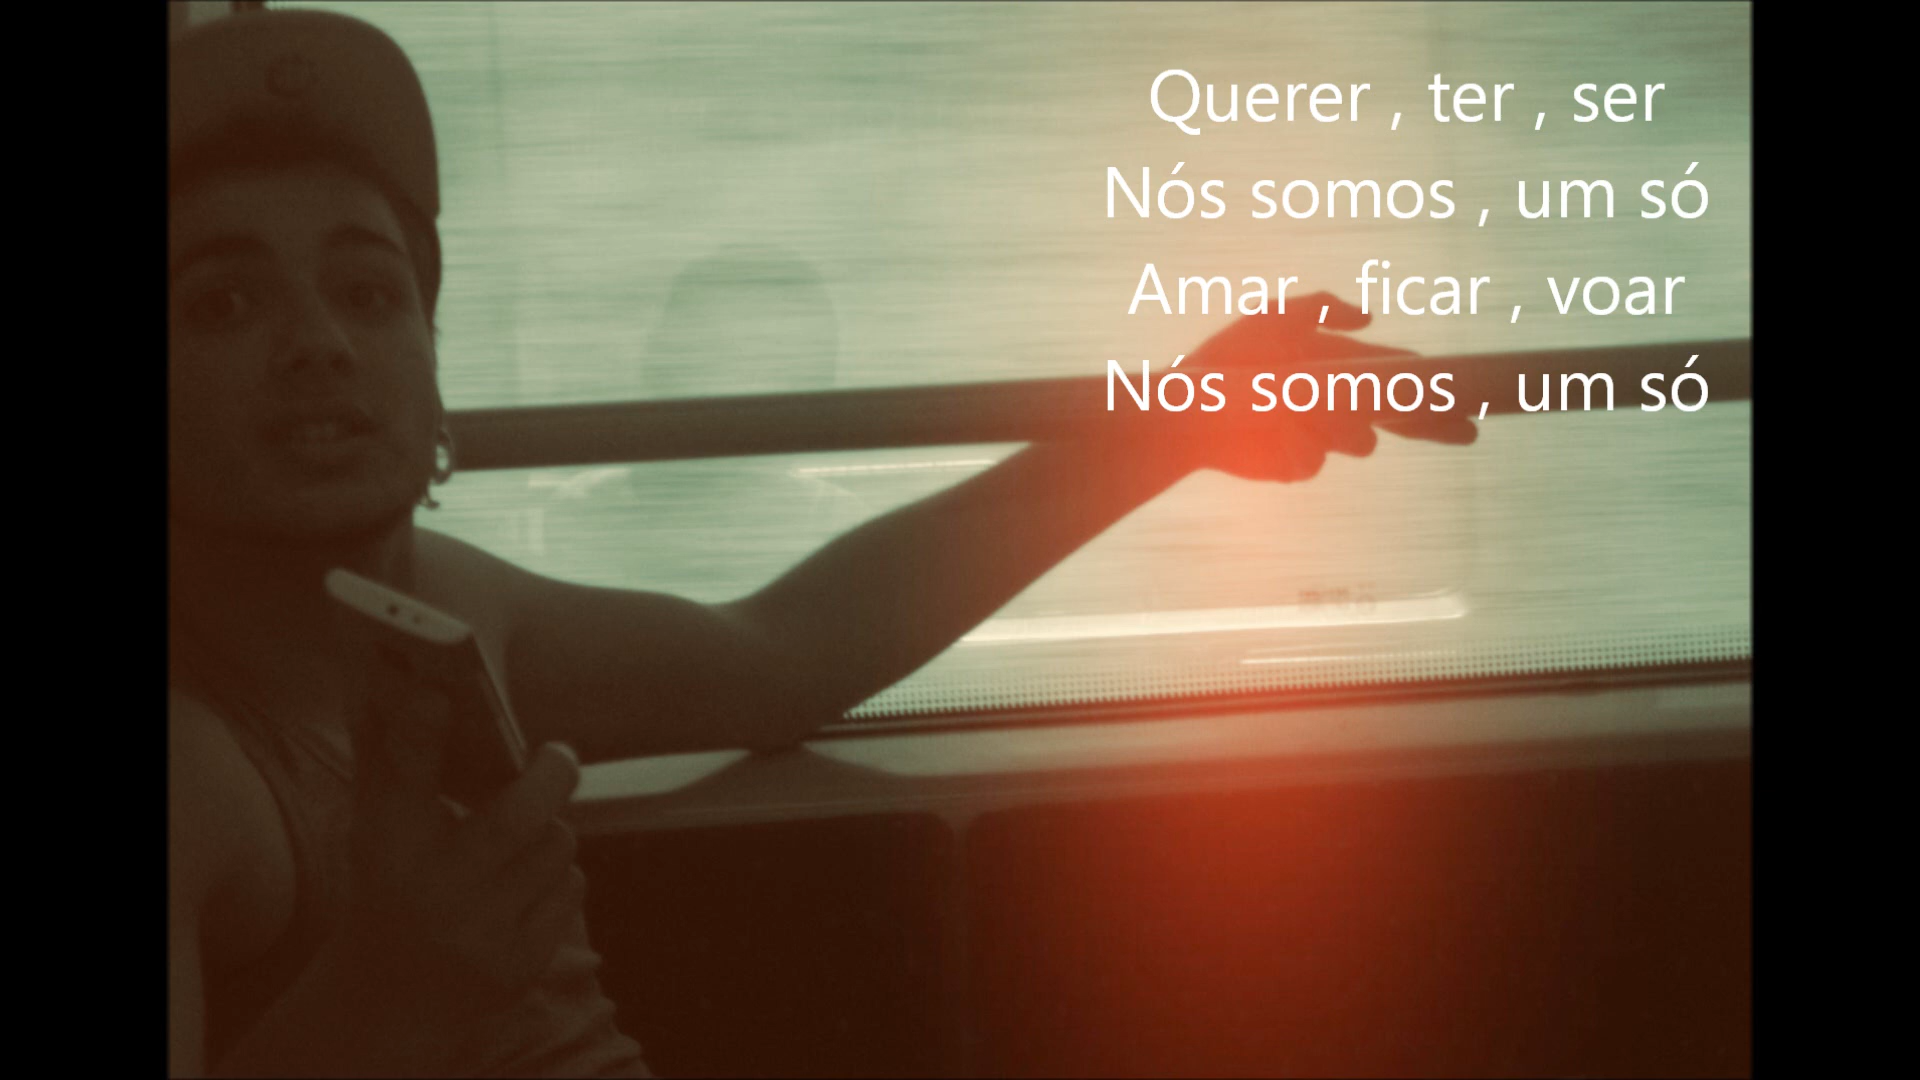 Querer , ter , ser
Nós somos , um só
Amar , ficar , voar
Nós somos , um só